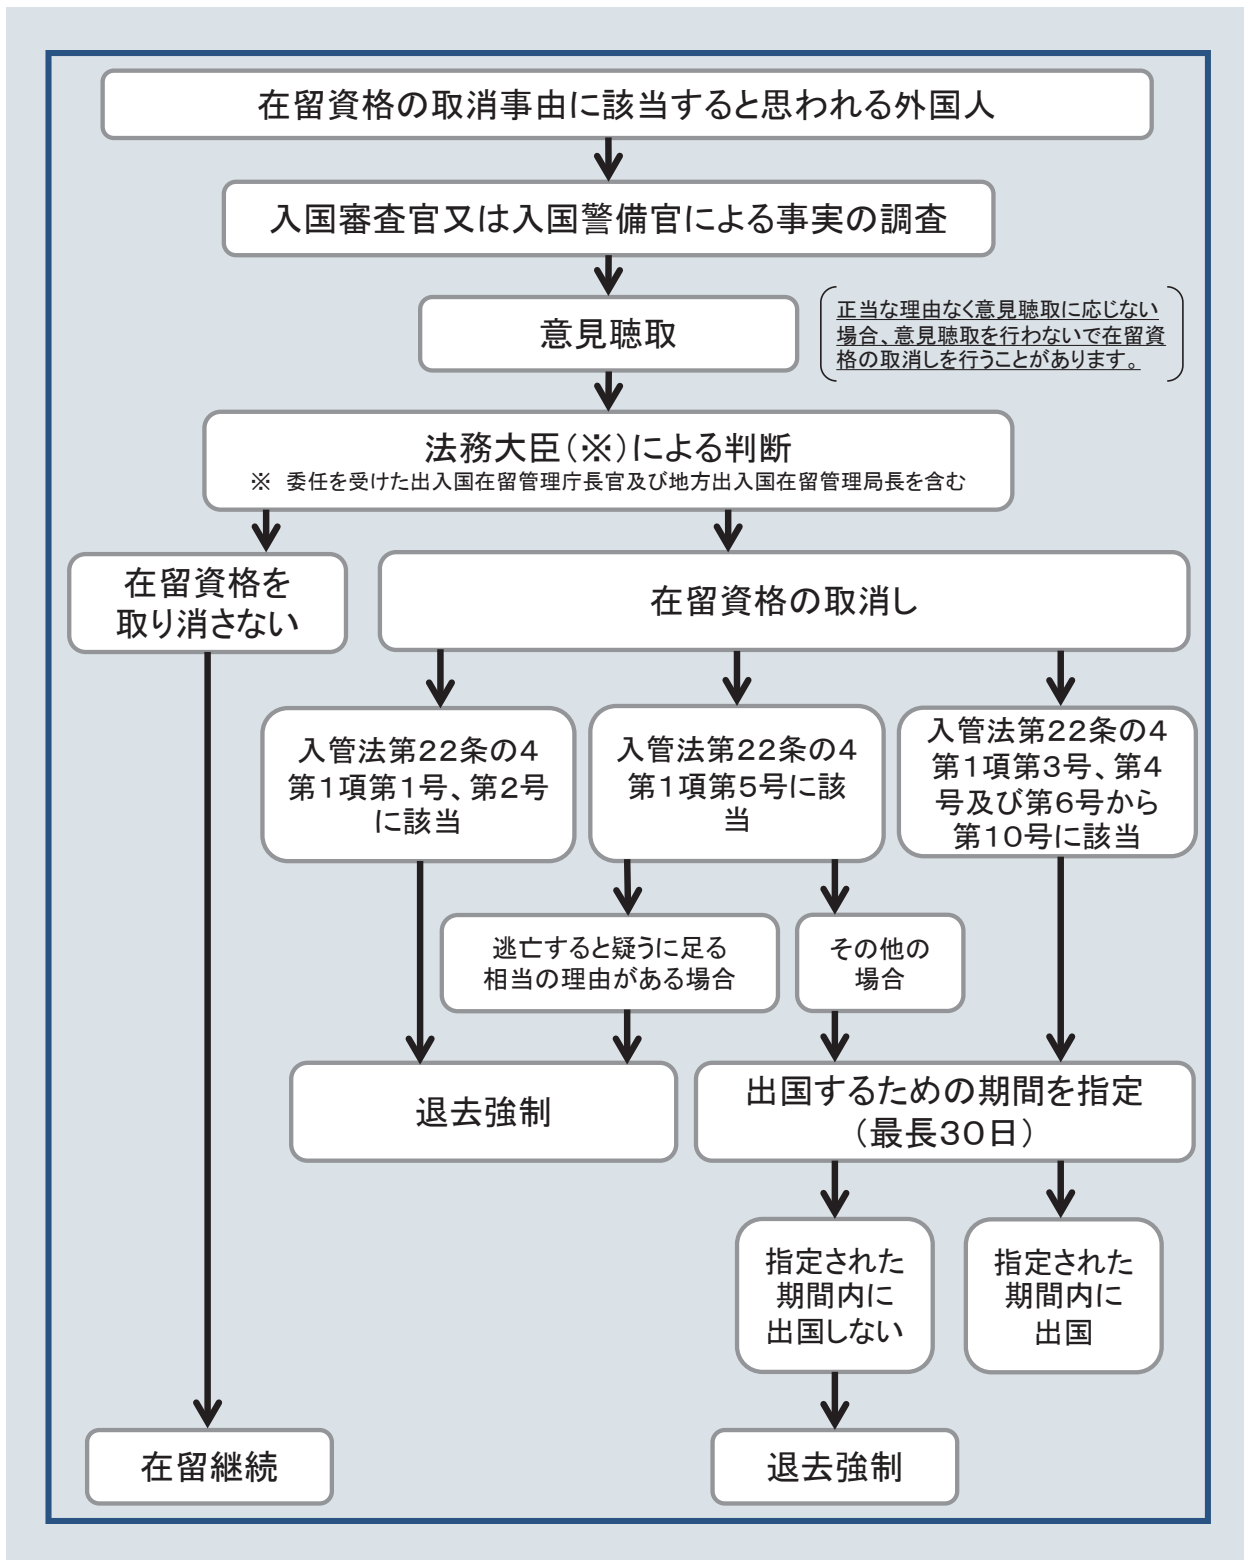 在留資格の取消事由に該当すると思われる外国人
入国審査官又は入国警備官による事実の調査
意見聴取
正当な理由なく意見聴取に応じない
場合、意見聴取を行わないで在留資
格の取消しを行うことがあります。
法務大臣(※)による判断
※ 委任を受けた出入国在留管理庁長官及び地方出入国在留管理局長を含む
在留資格を
取り消さない
在留資格の取消し
入管法第22条の4
第1項第1号、第2号
に該当
入管法第22条の4
第1項第5号に該
当
入管法第22条の4
第1項第3号、第4
号及び第6号から
第10号に該当
逃亡すると疑うに足る
相当の理由がある場合
その他の
場合
退去強制
出国するための期間を指定
(最長30日)
指定された
期間内に
出国しない
指定された
期間内に
出国
在留継続
退去強制